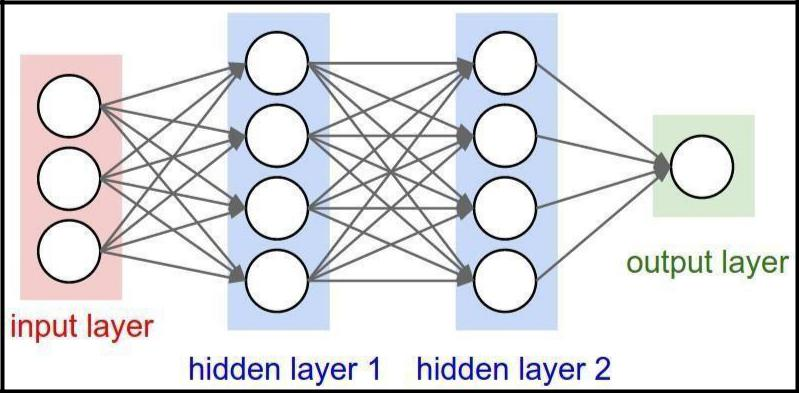 input layer
hidden layer 1
hidden layer 2
output layer